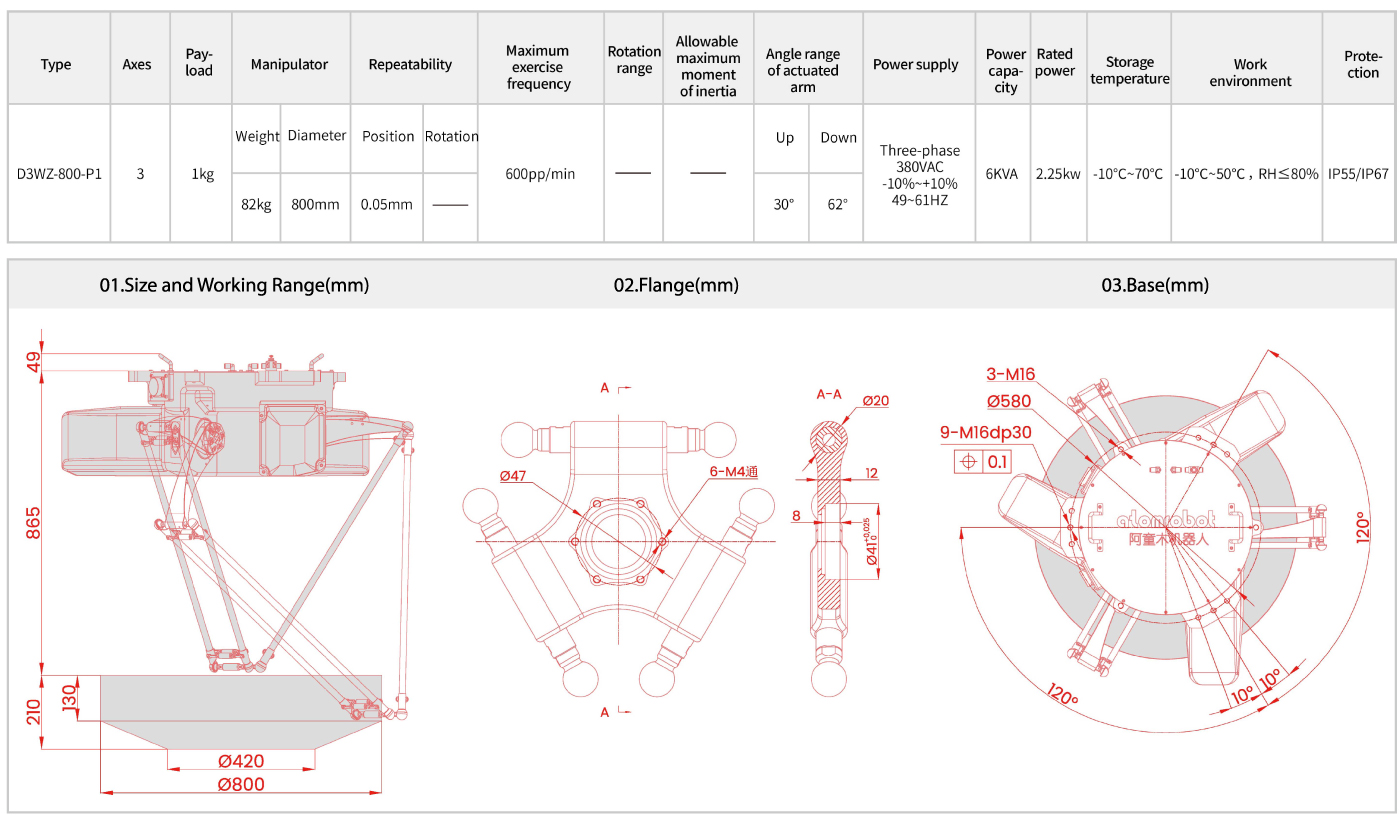 Type
Axes
Pay-
load
Manipulator
Repeatability
Maximum
exercise
frequency
Rotation
range
Allowable
maximum
moment
of inertia
Angle range
of actuated
arm
Power supply
Power
capa-
city
Rated
power
Storage
temperature
Work
environment
Prote-
ction
Weight
Diameter
Position
Rotation
Up
Down
D3WZ-800-P1
3
1kg
82kg
800mm
0.05mm
——
600pp/min
——
——
30°
62°
Three-phase
380VAC
-10%~+10%
49~61HZ
6KVA
2.25kw
-10℃~70℃
-10℃~50℃ , RH≤80%
IP55/IP67
01.Size and Working Range(mm)
02.Flange(mm)
03.Base(mm)
49
865
210
130
Ø420
Ø800
A
A
Ø47
6-M4通
A-A
Ø20
12
8
Ø41 +0.025 0
3-M16
Ø580
9-M16dp30
0.1
atomrobot
阿童木机器人
120°
120°
10°
10°